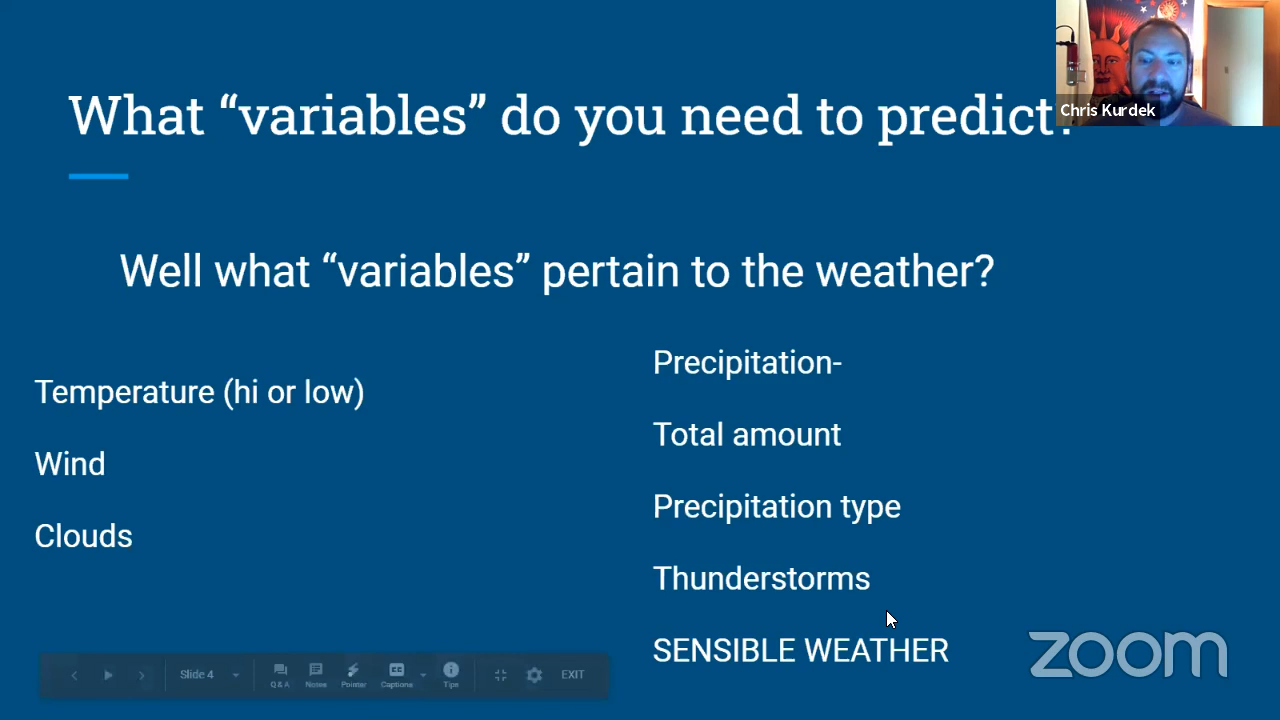 What “variables” do you need to predict?
Chris Kurdek
Well what “variables” pertain to the weather?
Temperature (hi or low)
Wind
Clouds
Precipitation-
Total amount
Precipitation type
Thunderstorms
SENSIBLE WEATHER
Slide 4
Q & A
Notes
Pointer
Captions
Tips
EXIT
zoom